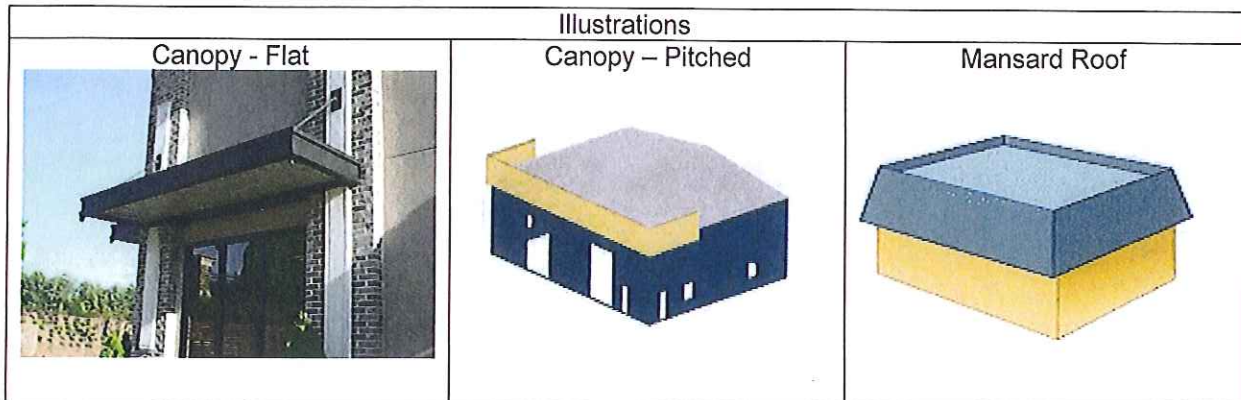 Illustrations
Canopy - Flat
Canopy – Pitched
Mansard Roof